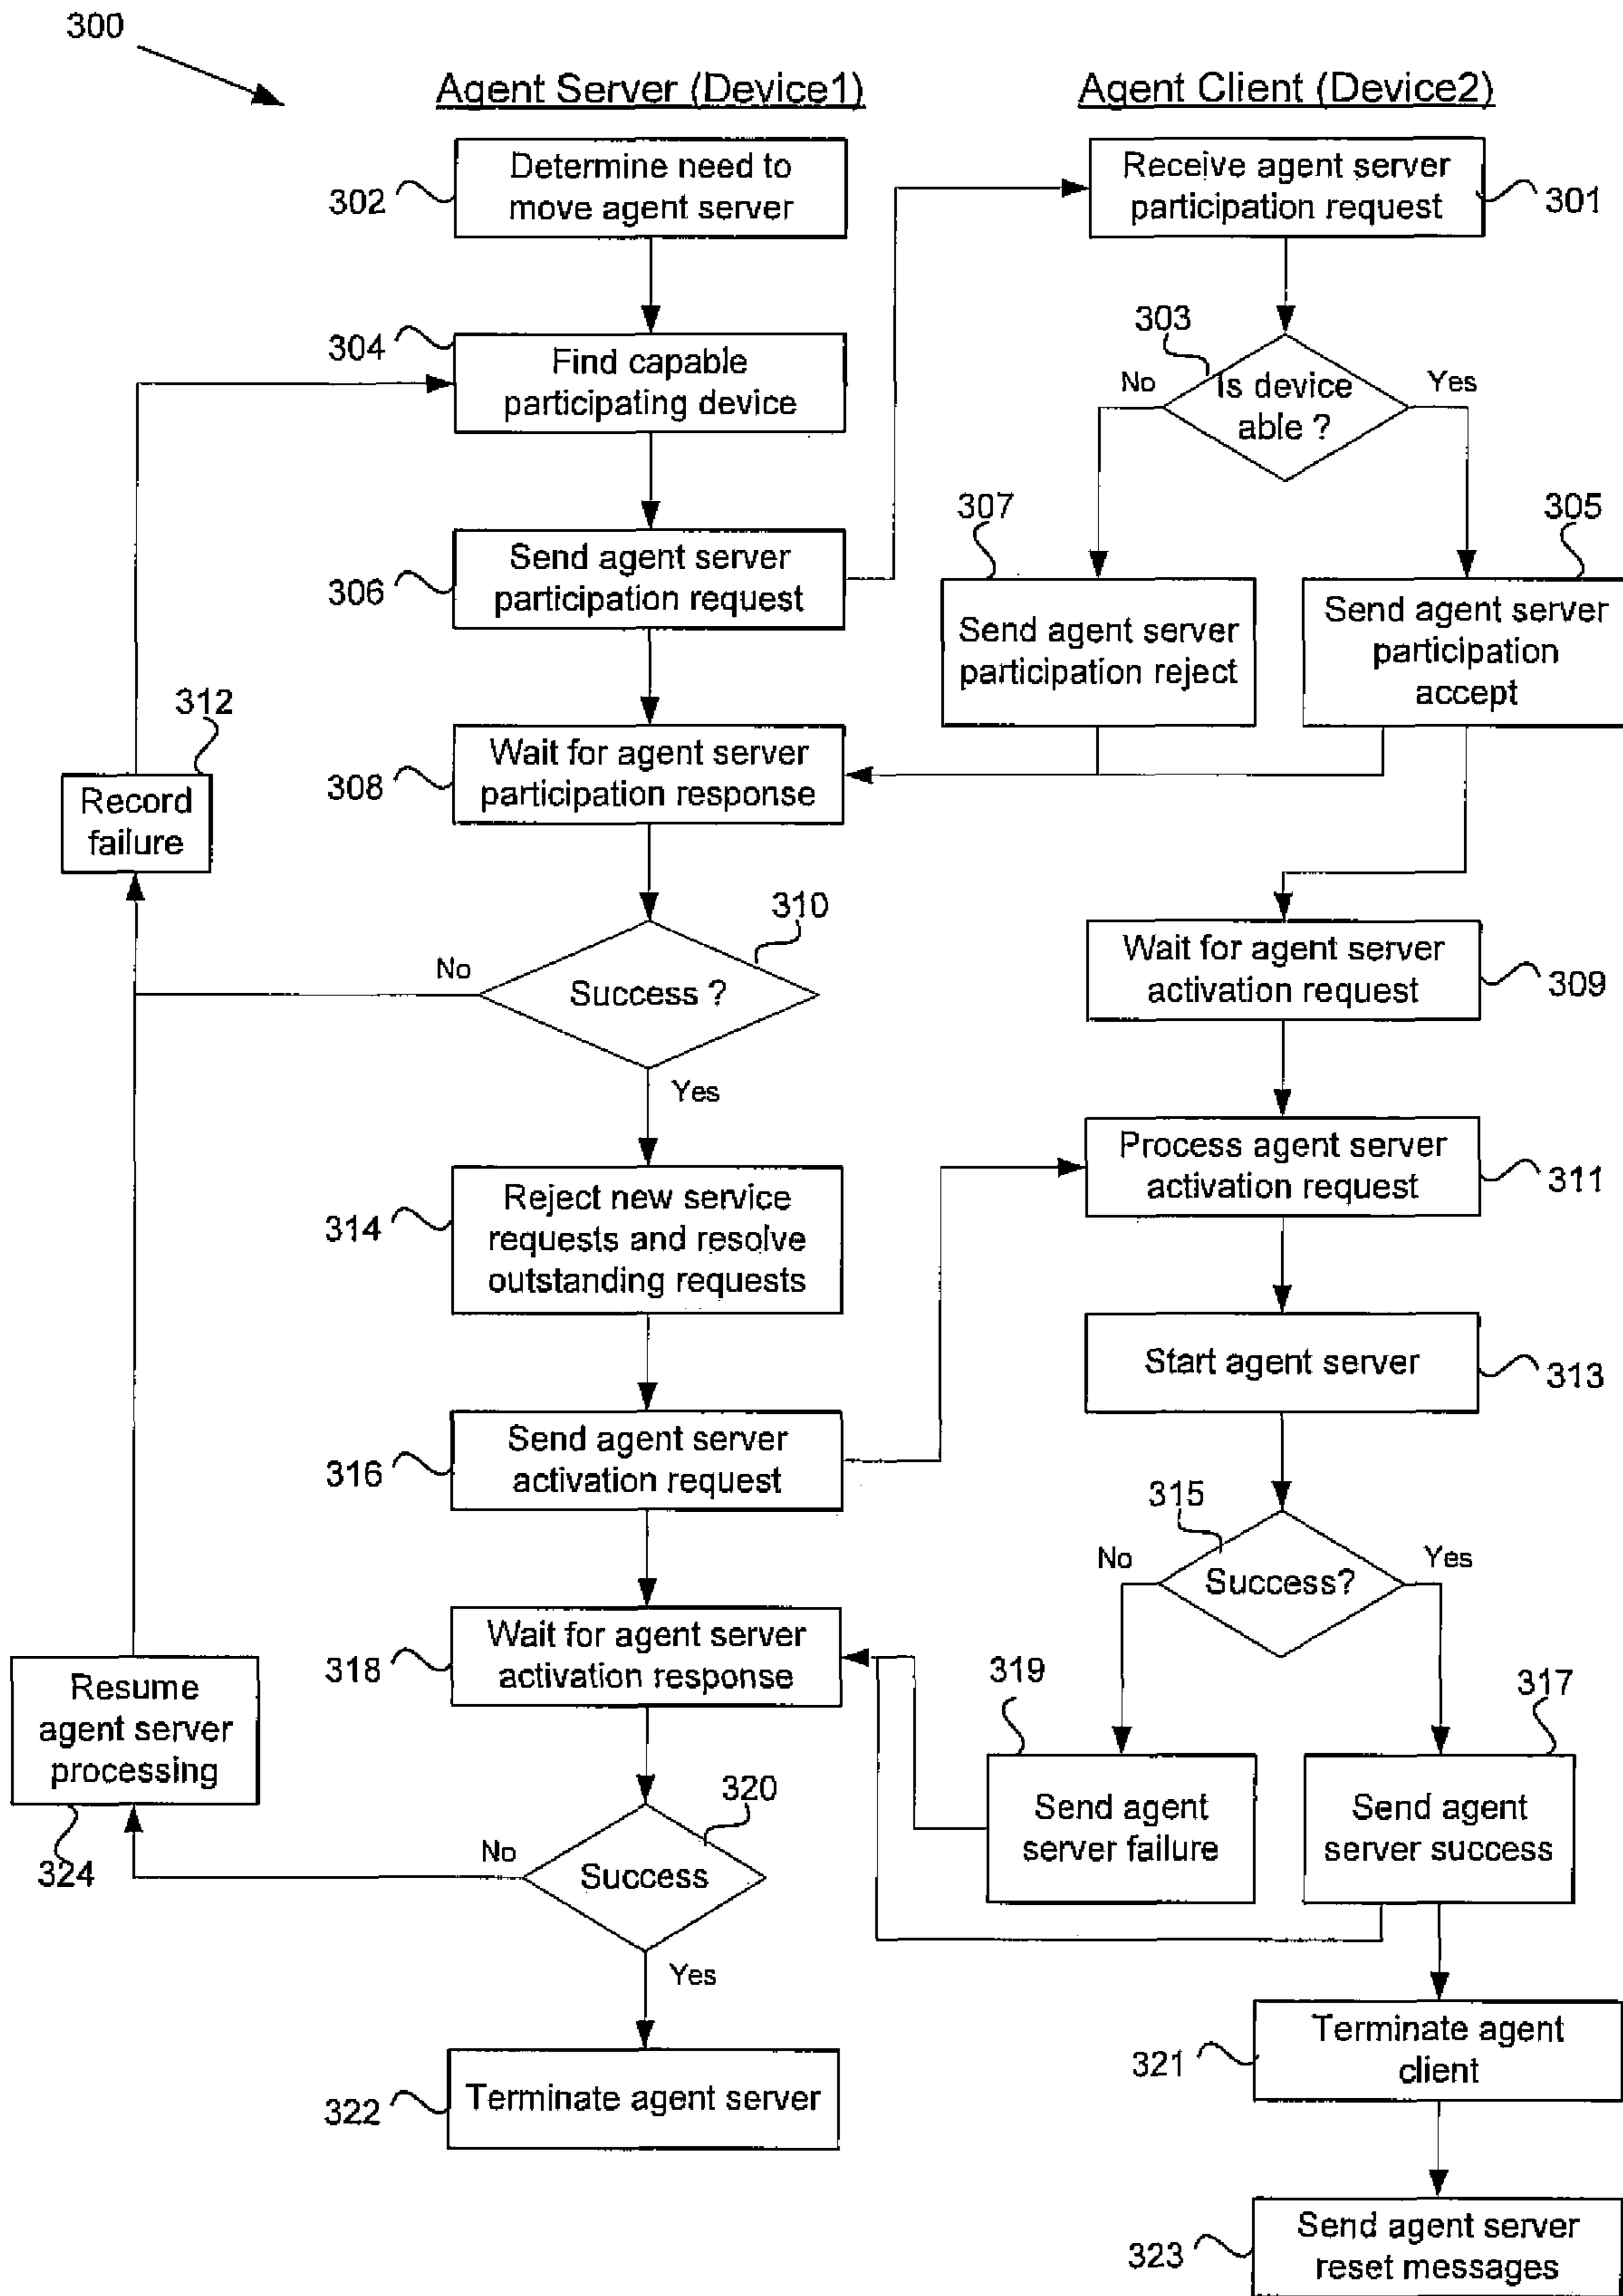 300
Agent Server (Device1)
Agent Client (Device2)
Determine need to
move agent server
302
Receive agent server
participation request
301
304
Find capable
participating device
303
No
Is device
able ?
Yes
306
Send agent server
participation request
307
Send agent server
participation reject
305
Send agent server
participation
accept
312
Record
failure
308
Wait for agent server
participation response
310
No
Success ?
Yes
Wait for agent server
activation request
309
314
Reject new service
requests and resolve
outstanding requests
Process agent server
activation request
311
Start agent server
313
316
Send agent server
activation request
315
No
Success?
Yes
318
Wait for agent server
activation response
Resume
agent server
processing
324
319
Send agent
server failure
317
Send agent
server success
320
No
Success
Yes
322
Terminate agent server
321
Terminate agent
client
323
Send agent server
reset messages